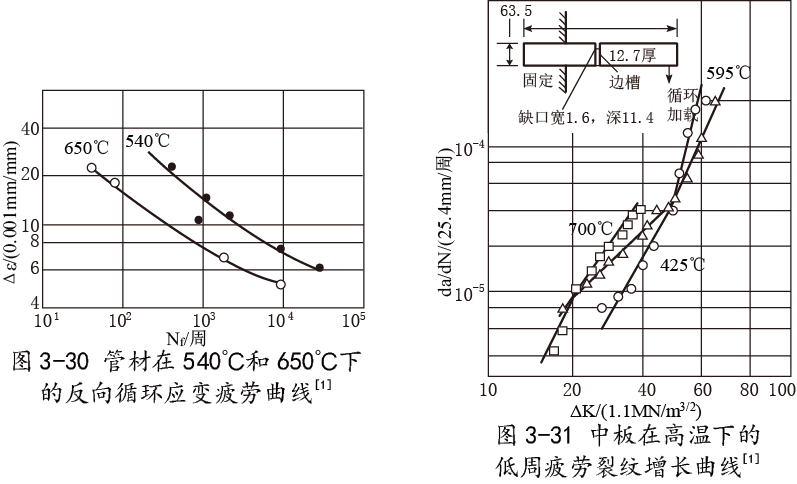 40
20
10
8
6
4
Δε/(0.001mm/mm)
650℃
540℃
10¹ 10² 10³ 10⁴ 10⁵
Nf/周
图 3-30 管材在 540℃和 650℃下
的反向循环应变疲劳曲线[1]
63.5
12.7厚
固定
边槽
循环
加载
缺口宽1.6，深11.4
595℃
700℃
425℃
10⁻⁴
10⁻⁵
da/dN/(25.4mm/周)
10 20 40 60 80 100
ΔK/(1.1MN/m³/²)
图 3-31 中板在高温下的
低周疲劳裂纹增长曲线[1]